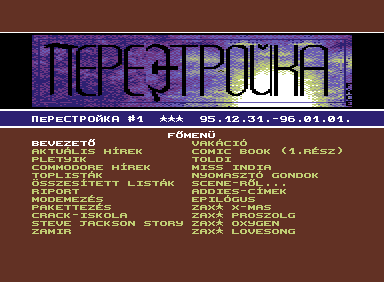 ПЕРЕЭТРОЙКА
ПЕРЕСТРОЙКА #1 *** 95.12.31.-96.01.01.
FŐMENÜ
BEVEZETŐ VAKÁCIÓ
AKTUÁLIS HÍREK COMIC BOOK (1.RÉSZ)
PLETYIK TOLDI
COMMODORE HÍREK MISS INDIA
TOPLISTÁK NYOMASZTÓ GONDOK
ÖSSZESÍTETT LISTÁK SCENE-RŐL...
RIPORT ADDIES-CÍMEK
MODEMEZÉS EPILÓGUS
PAKETTEZÉS ZAX* X-MAS
CRACK-ISKOLA ZAX* PROSZOLG
STEVE JACKSON STORY ZAX* OXYGEN
ZAMIR ZAX* LOVESONG